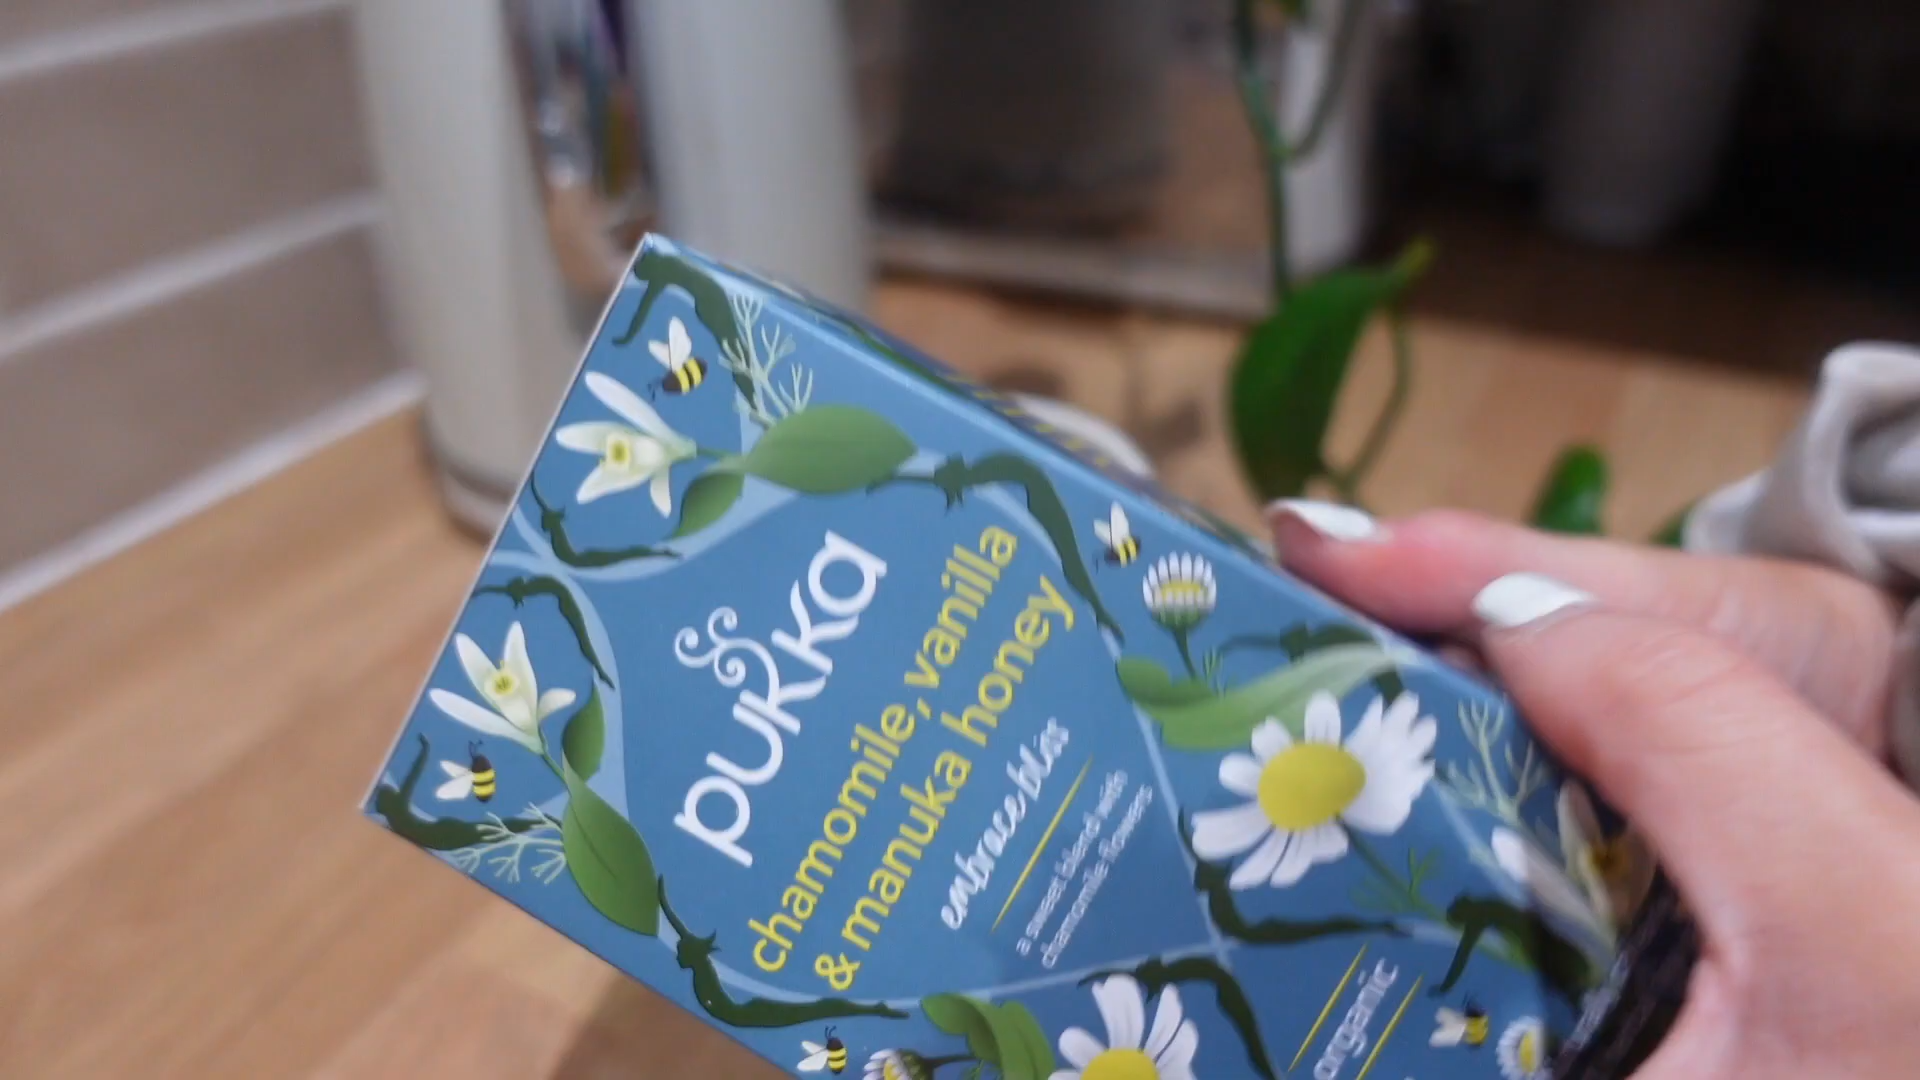 pukka
chamomile, vanilla
& manuka honey
embrace bliss
a sweet blend with
chamomile flowers
organic